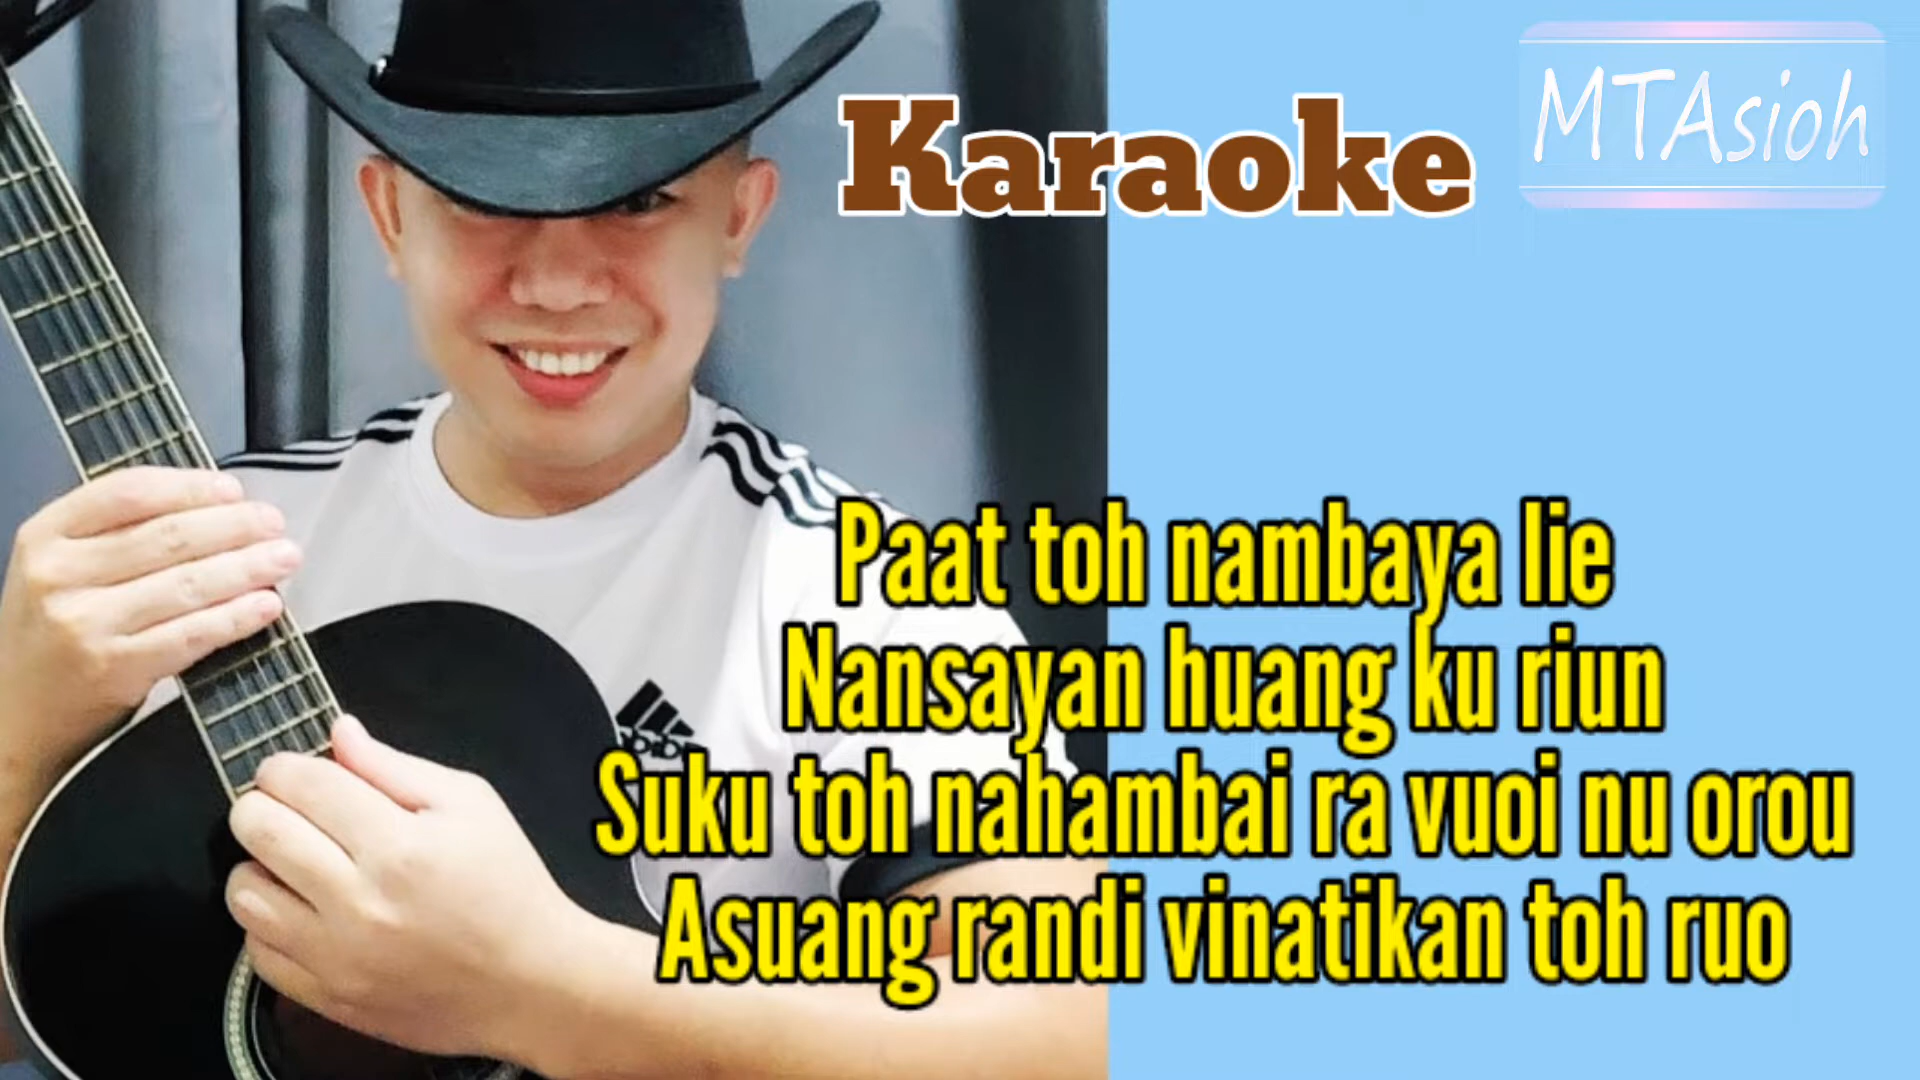 Karaoke
MTAsioh
Paat toh nambaya lie
Nansayan huang ku riun
Suku toh nahambai ra vuoi nu orou
Asuang randi vinatikan toh ruo